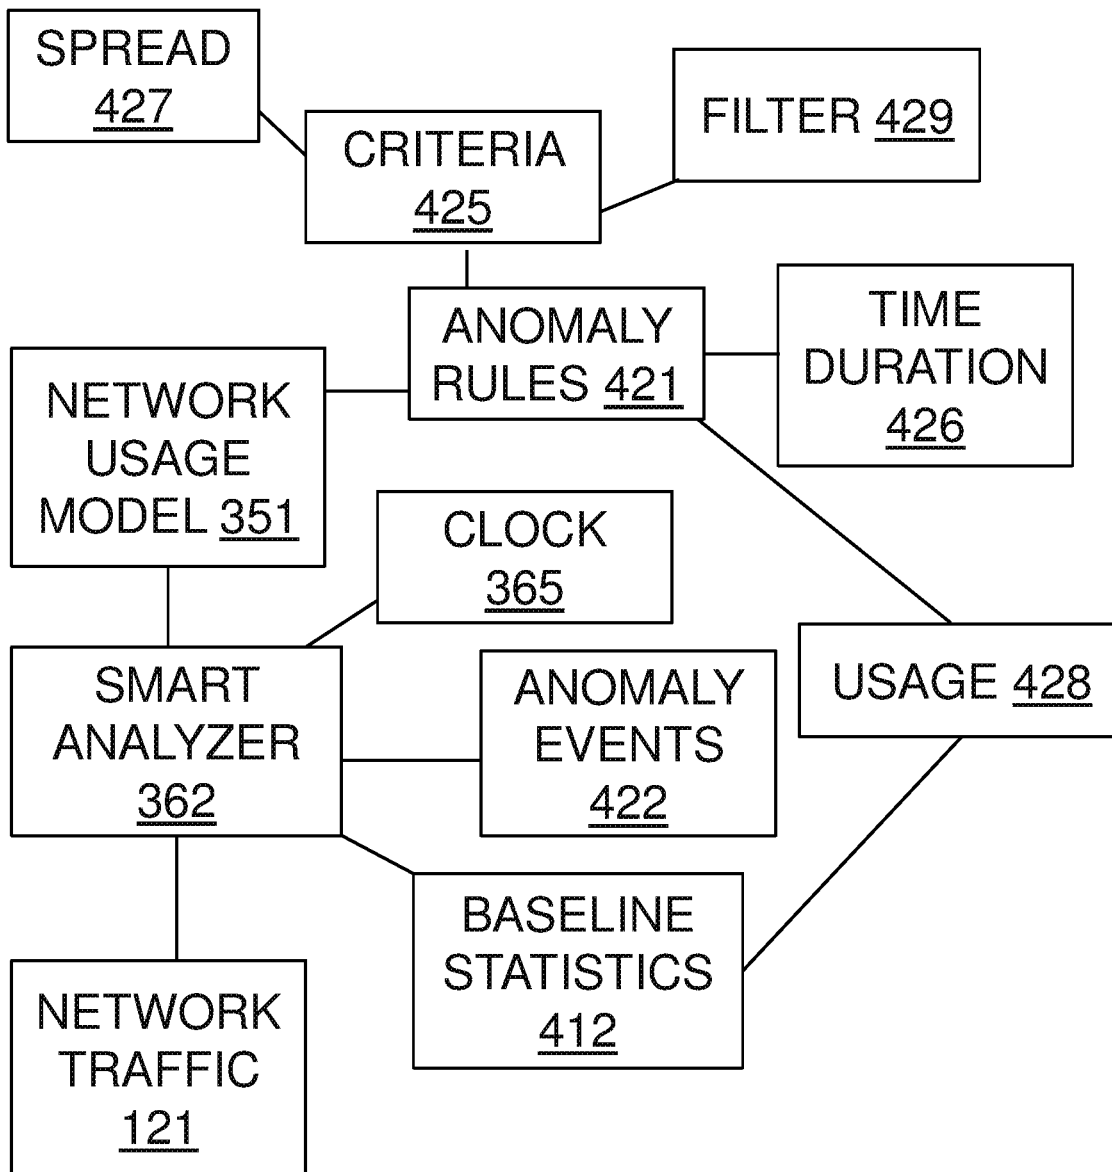 SPREAD
427
FILTER 429
CRITERIA
425
ANOMALY
RULES 421
TIME
DURATION
426
NETWORK
USAGE
MODEL 351
CLOCK
365
SMART
ANALYZER
362
ANOMALY
EVENTS
422
USAGE 428
BASELINE
STATISTICS
412
NETWORK
TRAFFIC
121